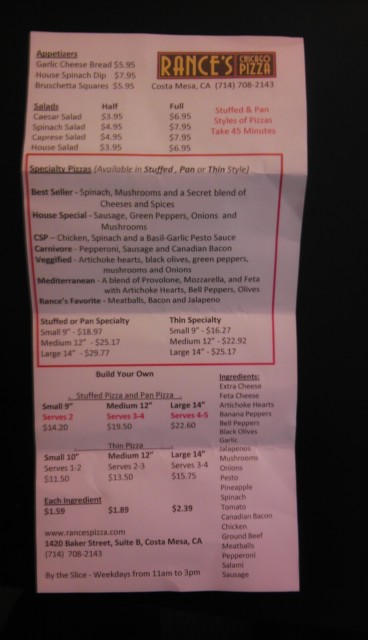 Appetizers
Garlic Cheese Bread $5.95
House Spinach Dip $7.95
Bruschetta Squares $5.95
RANCE'S CHICAGO PIZZA
Costa Mesa, CA (714) 708-2143
Salads Half Full
Caesar Salad $3.95 $6.95
Spinach Salad $4.95 $7.95
Caprese Salad $4.95 $7.95
House Salad $3.95 $6.95
Stuffed & Pan
Styles of Pizzas
Take 45 Minutes
Specialty Pizzas (Available in Stuffed, Pan or Thin Style)
Best Seller - Spinach, Mushrooms and a Secret blend of
Cheeses and Spices
House Special - Sausage, Green Peppers, Onions and
Mushrooms
CSP – Chicken, Spinach and a Basil-Garlic Pesto Sauce
Carnivore - Pepperoni, Sausage and Canadian Bacon
Veggified - Artichoke hearts, black olives, green peppers,
mushrooms and Onions
Mediterranean - A blend of Provolone, Mozzarella, and Feta
with Artichoke Hearts, Bell Peppers, Olives
Rance's Favorite - Meatballs, Bacon and Jalapeno
Stuffed or Pan Specialty
Small 9" - $18.97
Medium 12" - $25.17
Large 14" - $29.77
Thin Specialty
Small 9" - $16.27
Medium 12" - $22.92
Large 14" - $25.17
Build Your Own
Stuffed Pizza and Pan Pizza
Small 9" Medium 12" Large 14"
Serves 2 Serves 3-4 Serves 4-5
$14.20 $19.50 $22.60
Thin Pizza
Small 10" Medium 12" Large 14"
Serves 1-2 Serves 2-3 Serves 3-4
$11.50 $13.50 $15.75
Each Ingredient
$1.59 $1.89 $2.39
www.rancespizza.com
1420 Baker Street, Suite B, Costa Mesa, CA
(714) 708-2143
By the Slice - Weekdays from 11am to 3pm
Ingredients:
Extra Cheese
Feta Cheese
Artichoke Hearts
Banana Peppers
Bell Peppers
Black Olives
Garlic
Jalapenos
Mushrooms
Onions
Pesto
Pineapple
Spinach
Tomato
Canadian Bacon
Chicken
Ground Beef
Meatballs
Pepperoni
Salami
Sausage